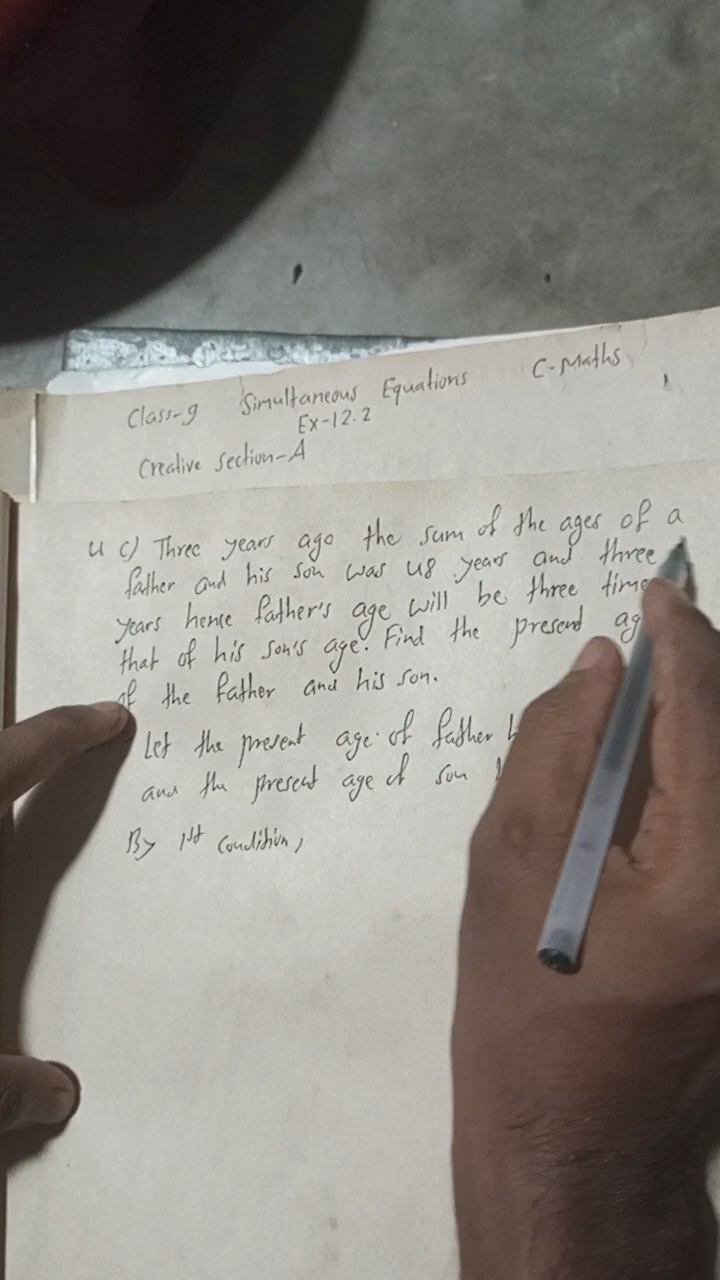 Class-9 Simultaneous Equations C-Maths
Ex-12.2
Creative section-A
4 c) Three years ago the sum of the ages of a
father and his son was 48 years and three
years hence father's age will be three time
that of his son's age. Find the present ag
of the father and his son.
Let the present age of father
and the present age of son
By 1st condition,